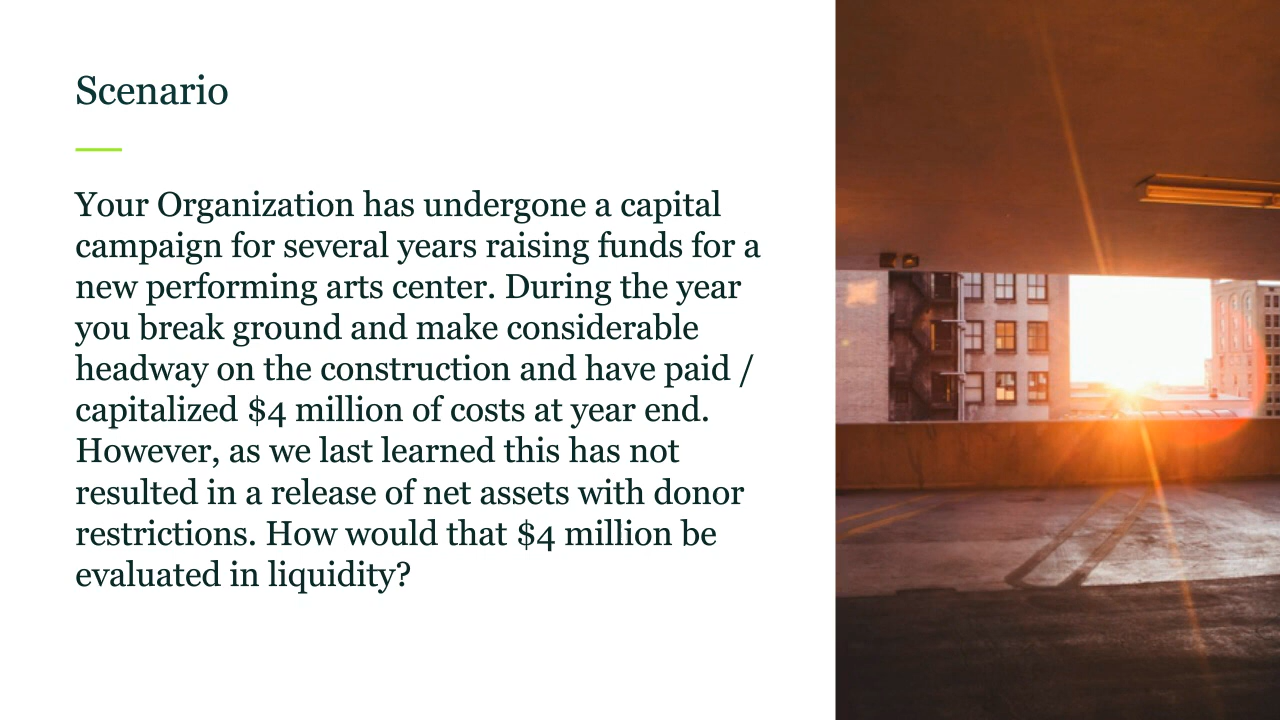 Scenario
Your Organization has undergone a capital
campaign for several years raising funds for a
new performing arts center. During the year
you break ground and make considerable
headway on the construction and have paid /
capitalized $4 million of costs at year end.
However, as we last learned this has not
resulted in a release of net assets with donor
restrictions. How would that $4 million be
evaluated in liquidity?